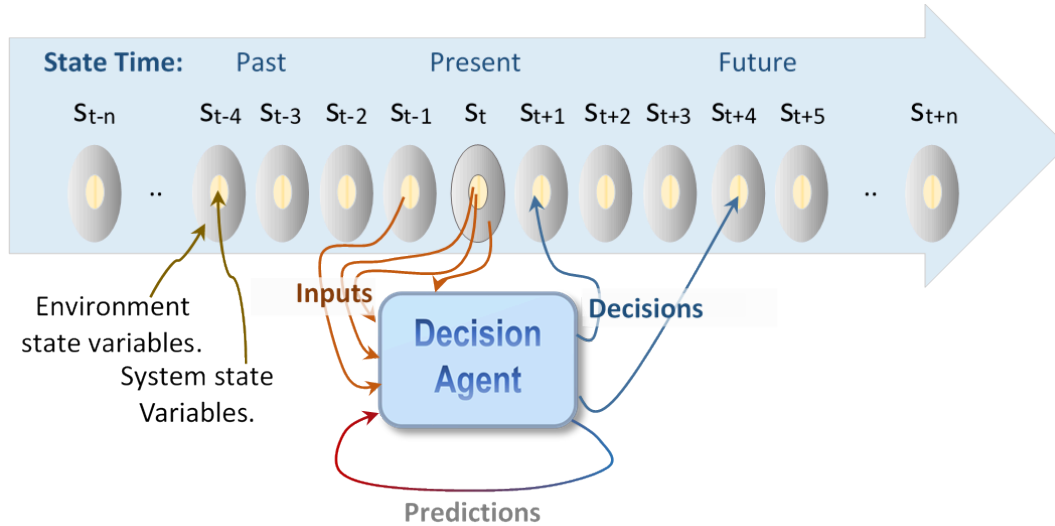 State Time: Past Present Future
St-n St-4 St-3 St-2 St-1 St St+1 St+2 St+3 St+4 St+5 St+n
.. ..
Inputs
Decisions
Environment
state variables.
System state
Variables.
Decision
Agent
Predictions